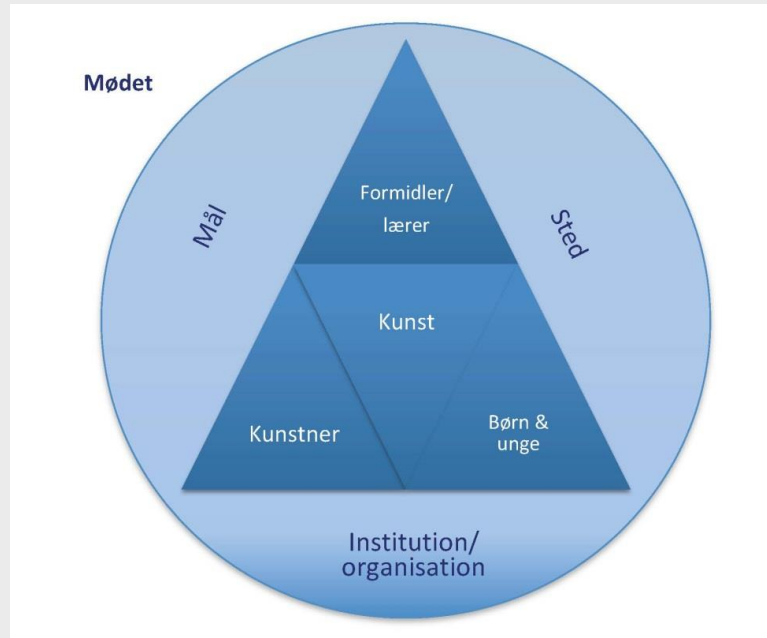 Mødet
Formidler/
lærer
Mål
Sted
Kunst
Kunstner
Børn &
unge
Institution/
organisation